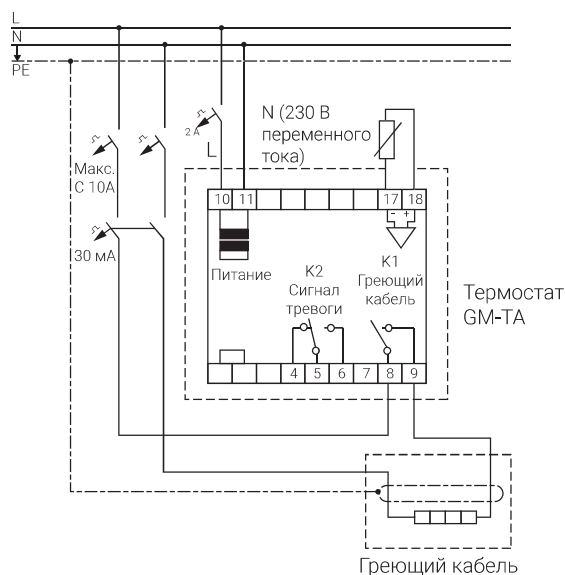 L
N
PE
2 А
L
N (230 В
переменного
тока)
Макс.
C 10А
30 мА
10 11 17 18
- +
Питание
K2
Сигнал
тревоги
K1
Греющий
кабель
Термостат
GM-TA
4 5 6 7 8 9
Греющий кабель